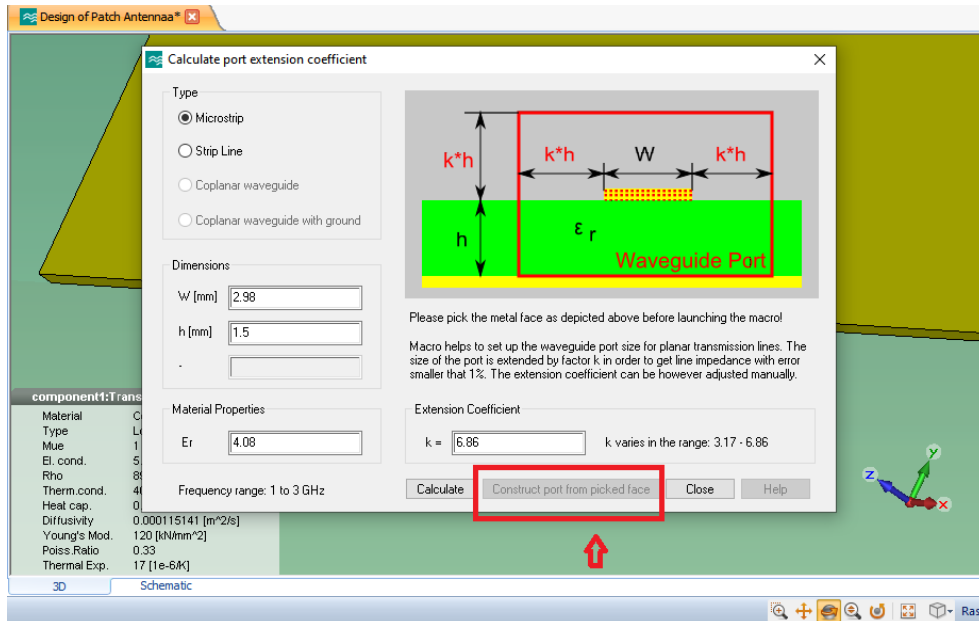 Design of Patch Antennaa*
Calculate port extension coefficient
Type
Microstrip
Strip Line
Coplanar waveguide
Coplanar waveguide with ground
k*h
k*h
W
k*h
h
ε r
Waveguide Port
Dimensions
W [mm]
2.98
h [mm]
1.5
-
Please pick the metal face as depicted above before launching the macro!
Macro helps to set up the waveguide port size for planar transmission lines. The
size of the port is extended by factor k in order to get line impedance with error
smaller that 1%. The extension coefficient can be however adjusted manually.
Material Properties
Er
4.08
Extension Coefficient
k =
6.86
k varies in the range: 3.17 - 6.86
Frequency range: 1 to 3 GHz
Calculate
Construct port from picked face
Close
Help
component1:Trans
Material
Type
Mue
1
El. cond.
5.
Rho
Therm.cond.
Heat cap.
0.
Diffusivity
0.000115141 [m^2/s]
Young's Mod.
120 [kN/mm^2]
Poiss.Ratio
0.33
Thermal Exp.
17 [1e-6/K]
y
z
x
3D
Schematic
Ras